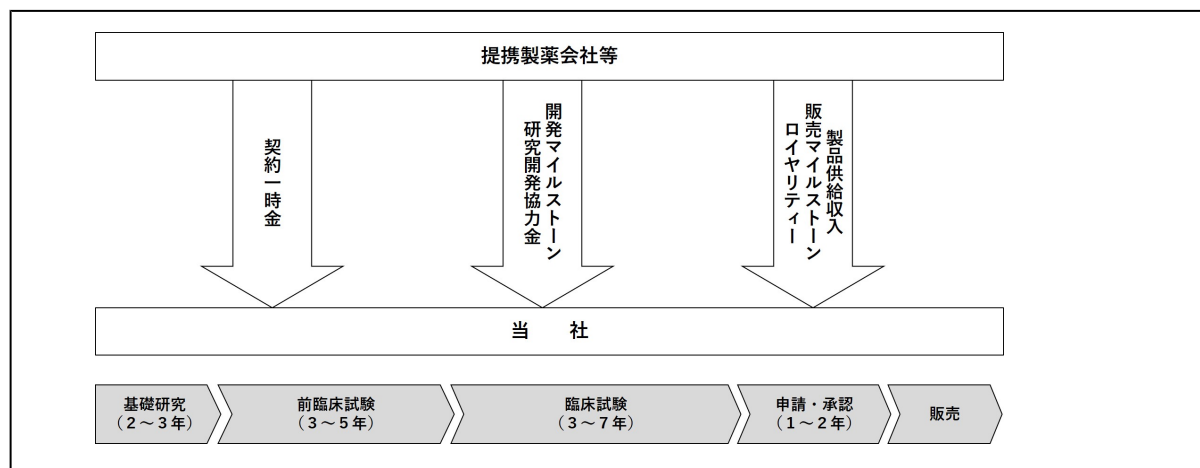 提携製薬会社等
契約一時金
開発マイルストーン
研究開発協力金
製品供給収入
販売マイルストーン
ロイヤリティー
当　社
基礎研究
（２～３年）
前臨床試験
（３～５年）
臨床試験
（３～７年）
申請・承認
（１～２年）
販売